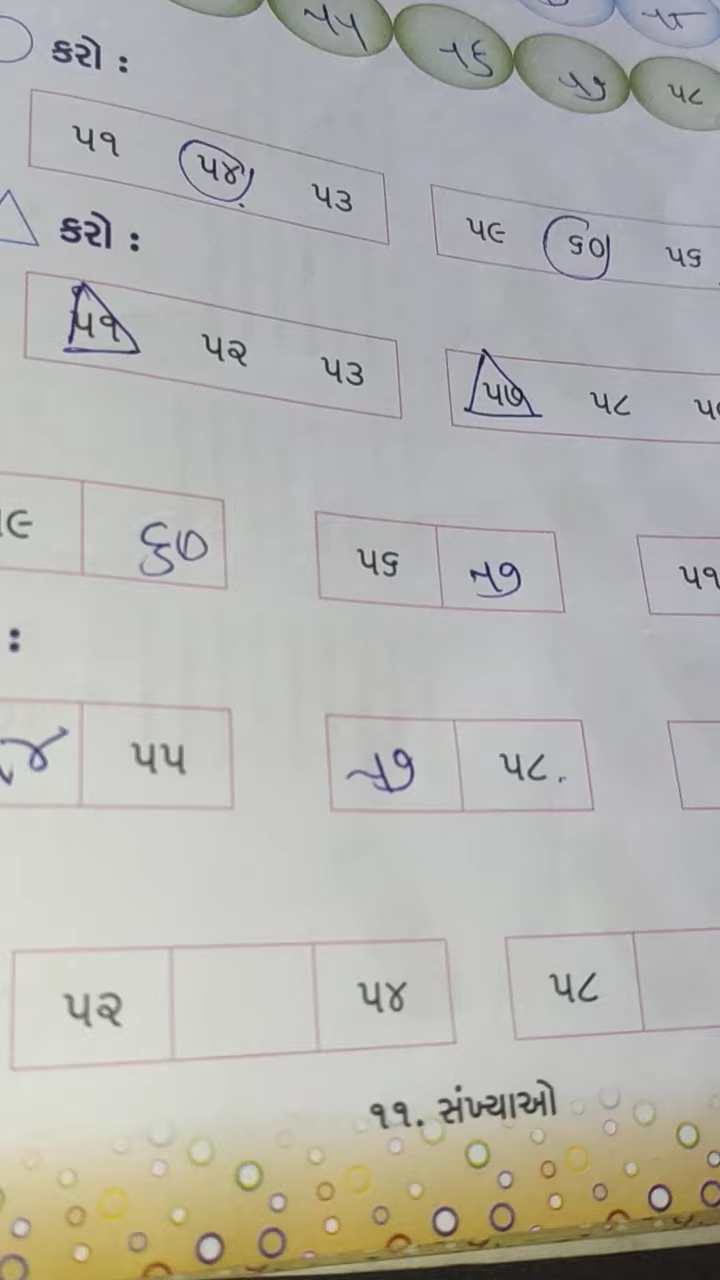 ૫૫ ૫૬ ૫૭ ૫૮
કરો :
૫૧ ૫૪ ૫૩
૫૯ ૬૦ ૫૬
કરો :
૫૧ ૫૨ ૫૩
૫૭ ૫૮
૬૦ ૫૬ ૫૭ ૫૧
:
૫૫ ૫૭ ૫૮
૫૨ ૫૪ ૫૮
૧૧. સંખ્યાઓ